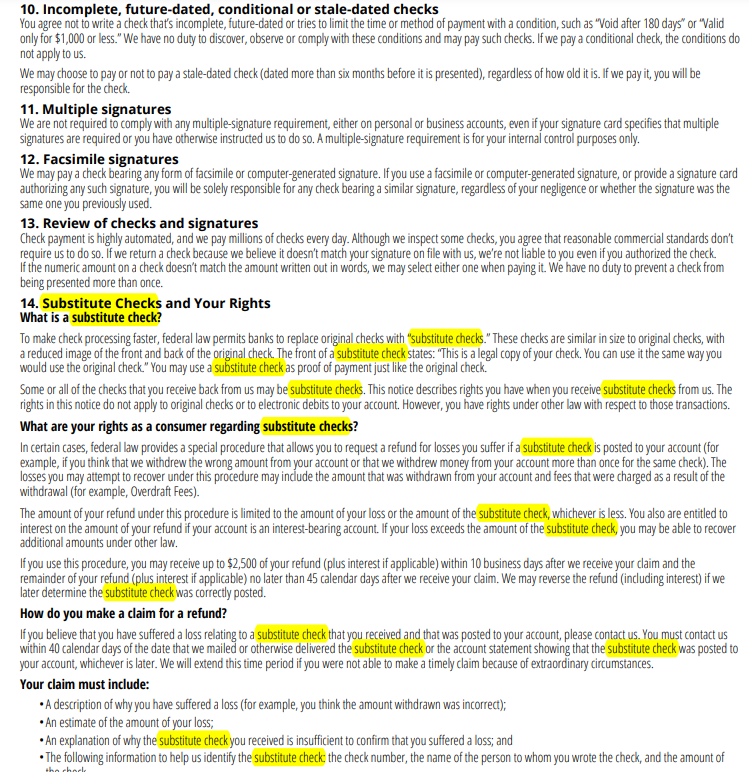 10. Incomplete, future-dated, conditional or stale-dated checks
You agree not to write a check that's incomplete, future-dated or tries to limit the time or method of payment with a condition, such as "Void after 180 days" or "Valid
only for $1,000 or less." We have no duty to discover, observe or comply with these conditions and may pay such checks. If we pay a conditional check, the conditions do
not apply to us.
We may choose to pay or not to pay a stale-dated check (dated more than six months before it is presented), regardless of how old it is. If we pay it, you will be
responsible for the check.
11. Multiple signatures
We are not required to comply with any multiple-signature requirement, either on personal or business accounts, even if your signature card specifies that multiple
signatures are required or you have otherwise instructed us to do so. A multiple-signature requirement is for your internal control purposes only.
12. Facsimile signatures
We may pay a check bearing any form of facsimile or computer-generated signature. If you use a facsimile or computer-generated signature, or provide a signature card
authorizing any such signature, you will be solely responsible for any check bearing a similar signature, regardless of your negligence or whether the signature was the
same one you previously used.
13. Review of checks and signatures
Check payment is highly automated, and we pay millions of checks every day. Although we inspect some checks, you agree that reasonable commercial standards don't
require us to do so. If we return a check because we believe it doesn't match your signature on file with us, we're not liable to you even if you authorized the check.
If the numeric amount on a check doesn't match the amount written out in words, we may select either one when paying it. We have no duty to prevent a check from
being presented more than once.
14. Substitute Checks and Your Rights
What is a substitute check?
To make check processing faster, federal law permits banks to replace original checks with "substitute checks." These checks are similar in size to original checks, with
a reduced image of the front and back of the original check. The front of a substitute check states: "This is a legal copy of your check. You can use it the same way you
would use the original check." You may use a substitute check as proof of payment just like the original check.
Some or all of the checks that you receive back from us may be substitute checks. This notice describes rights you have when you receive substitute checks from us. The
rights in this notice do not apply to original checks or to electronic debits to your account. However, you have rights under other law with respect to those transactions.
What are your rights as a consumer regarding substitute checks?
In certain cases, federal law provides a special procedure that allows you to request a refund for losses you suffer if a substitute check is posted to your account (for
example, if you think that we withdrew the wrong amount from your account or that we withdrew money from your account more than once for the same check). The
losses you may attempt to recover under this procedure may include the amount that was withdrawn from your account and fees that were charged as a result of the
withdrawal (for example, Overdraft Fees).
The amount of your refund under this procedure is limited to the amount of your loss or the amount of the substitute check, whichever is less. You also are entitled to
interest on the amount of your refund if your account is an interest-bearing account. If your loss exceeds the amount of the substitute check, you may be able to recover
additional amounts under other law.
If you use this procedure, you may receive up to $2,500 of your refund (plus interest if applicable) within 10 business days after we receive your claim and the
remainder of your refund (plus interest if applicable) no later than 45 calendar days after we receive your claim. We may reverse the refund (including interest) if we
later determine the substitute check was correctly posted.
How do you make a claim for a refund?
If you believe that you have suffered a loss relating to a substitute check that you received and that was posted to your account, please contact us. You must contact us
within 40 calendar days of the date that we mailed or otherwise delivered the substitute check or the account statement showing that the substitute check was posted to
your account, whichever is later. We will extend this time period if you were not able to make a timely claim because of extraordinary circumstances.
Your claim must include:
• A description of why you have suffered a loss (for example, you think the amount withdrawn was incorrect);
• An estimate of the amount of your loss;
• An explanation of why the substitute check you received is insufficient to confirm that you suffered a loss; and
• The following information to help us identify the substitute check: the check number, the name of the person to whom you wrote the check, and the amount of
the check